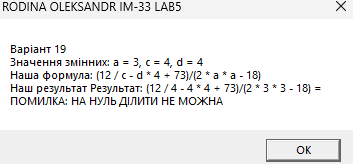 RODINA OLEKSANDR IM-33 LAB5
Варіант 19
Значення змінних: a = 3, c = 4, d = 4
Наша формула: (12 / c - d * 4 + 73)/(2 * a * a - 18)
Наш результат Результат: (12 / 4 - 4 * 4 + 73)/(2 * 3 * 3 - 18) =
ПОМИЛКА: НА НУЛЬ ДІЛИТИ НЕ МОЖНА
OK